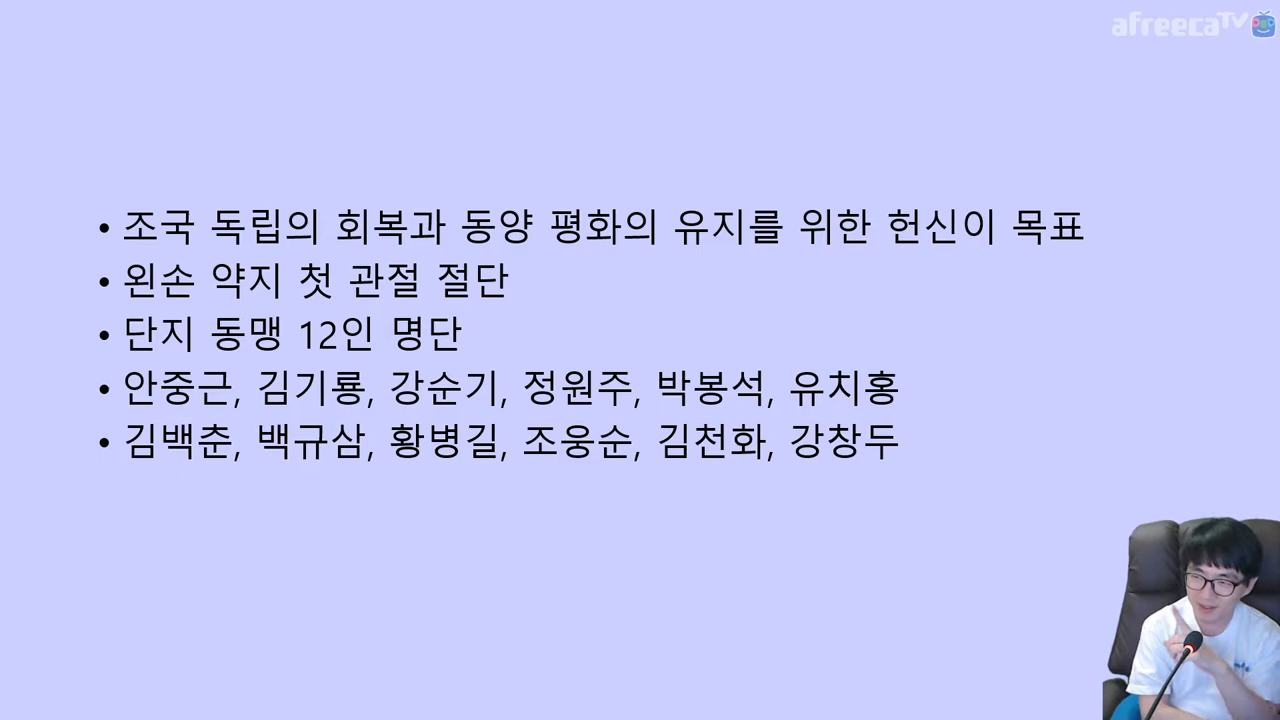 afreecaTV
• 조국 독립의 회복과 동양 평화의 유지를 위한 헌신이 목표
• 왼손 약지 첫 관절 절단
• 단지 동맹 12인 명단
• 안중근, 김기룡, 강순기, 정원주, 박봉석, 유치홍
• 김백춘, 백규삼, 황병길, 조웅순, 김천화, 강창두